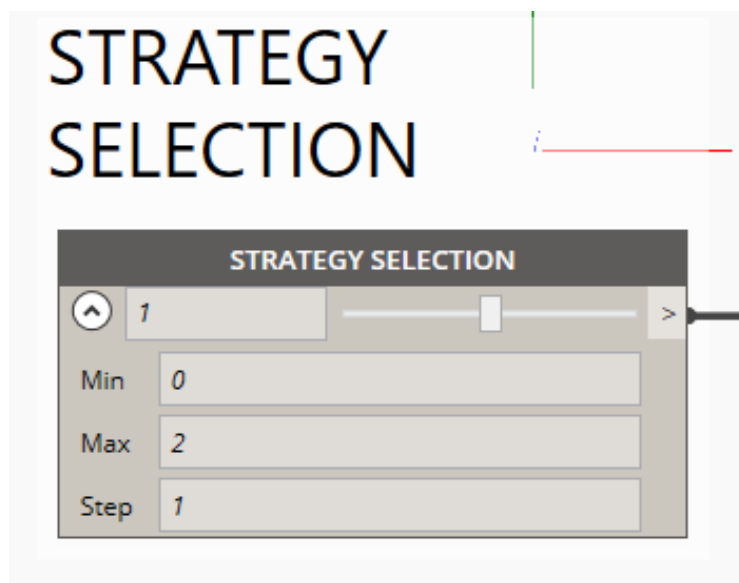 STRATEGY
SELECTION
STRATEGY SELECTION
1 >
Min 0
Max 2
Step 1